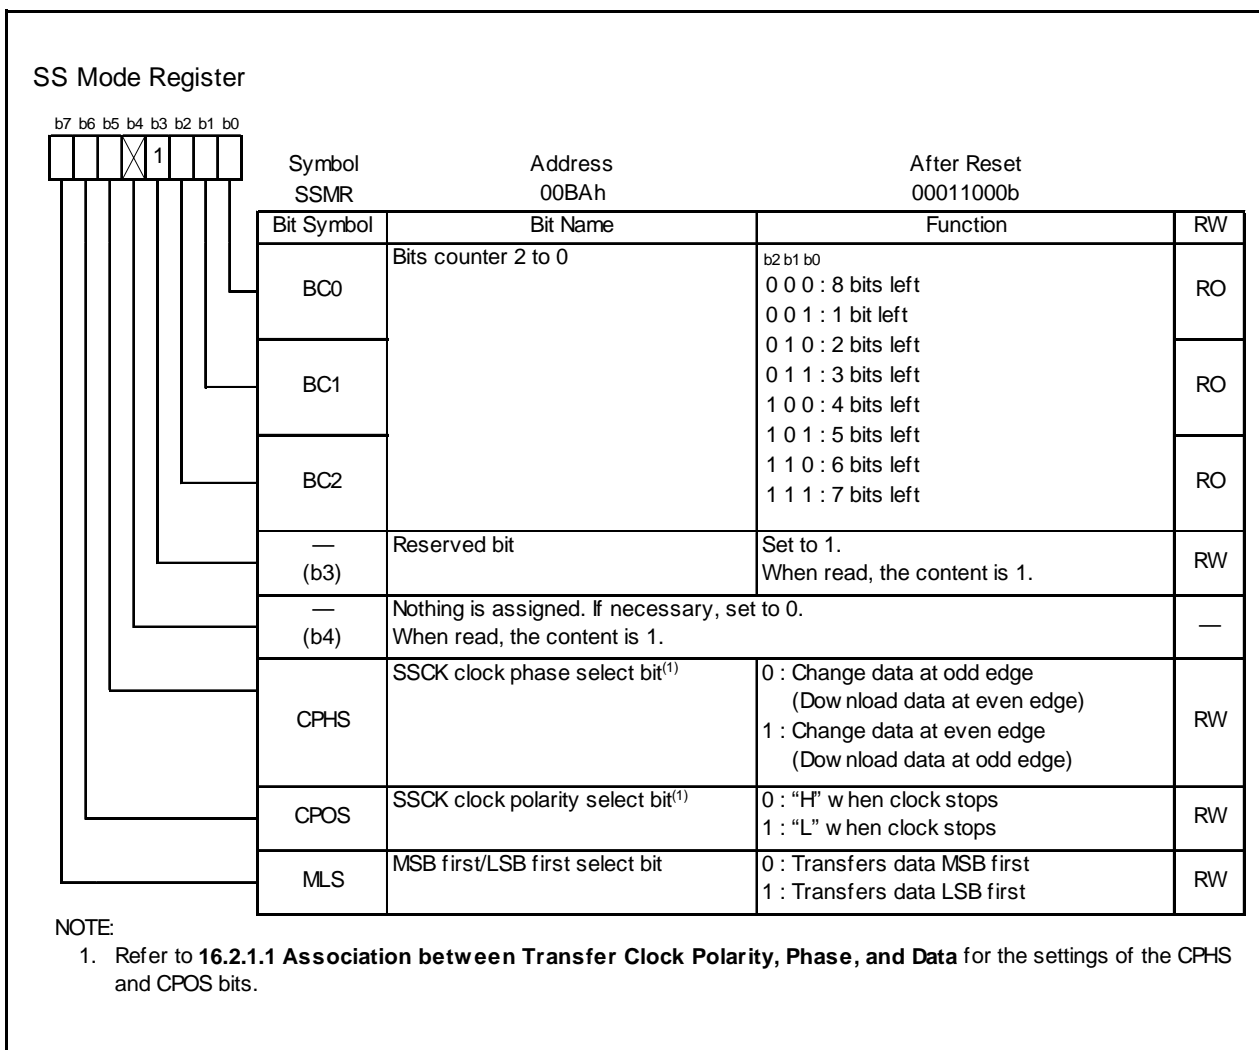 SS Mode Register
b7 b6 b5 b4 b3 b2 b1 b0
1
Symbol Address After Reset
SSMR 00BAh 00011000b
Bit Symbol Bit Name Function RW
BC0 Bits counter 2 to 0 b2 b1 b0
0 0 0 : 8 bits left RO
0 0 1 : 1 bit left
0 1 0 : 2 bits left
BC1 0 1 1 : 3 bits left RO
1 0 0 : 4 bits left
1 0 1 : 5 bits left
BC2 1 1 0 : 6 bits left RO
1 1 1 : 7 bits left
— Reserved bit Set to 1.
(b3) When read, the content is 1. RW
— Nothing is assigned. If necessary, set to 0. —
(b4) When read, the content is 1.
CPHS SSCK clock phase select bit(1) 0 : Change data at odd edge
(Download data at even edge) RW
1 : Change data at even edge
(Download data at odd edge)
CPOS SSCK clock polarity select bit(1) 0 : “H” when clock stops RW
1 : “L” when clock stops
MLS MSB first/LSB first select bit 0 : Transfers data MSB first RW
1 : Transfers data LSB first
NOTE:
1. Refer to 16.2.1.1 Association between Transfer Clock Polarity, Phase, and Data for the settings of the CPHS
and CPOS bits.